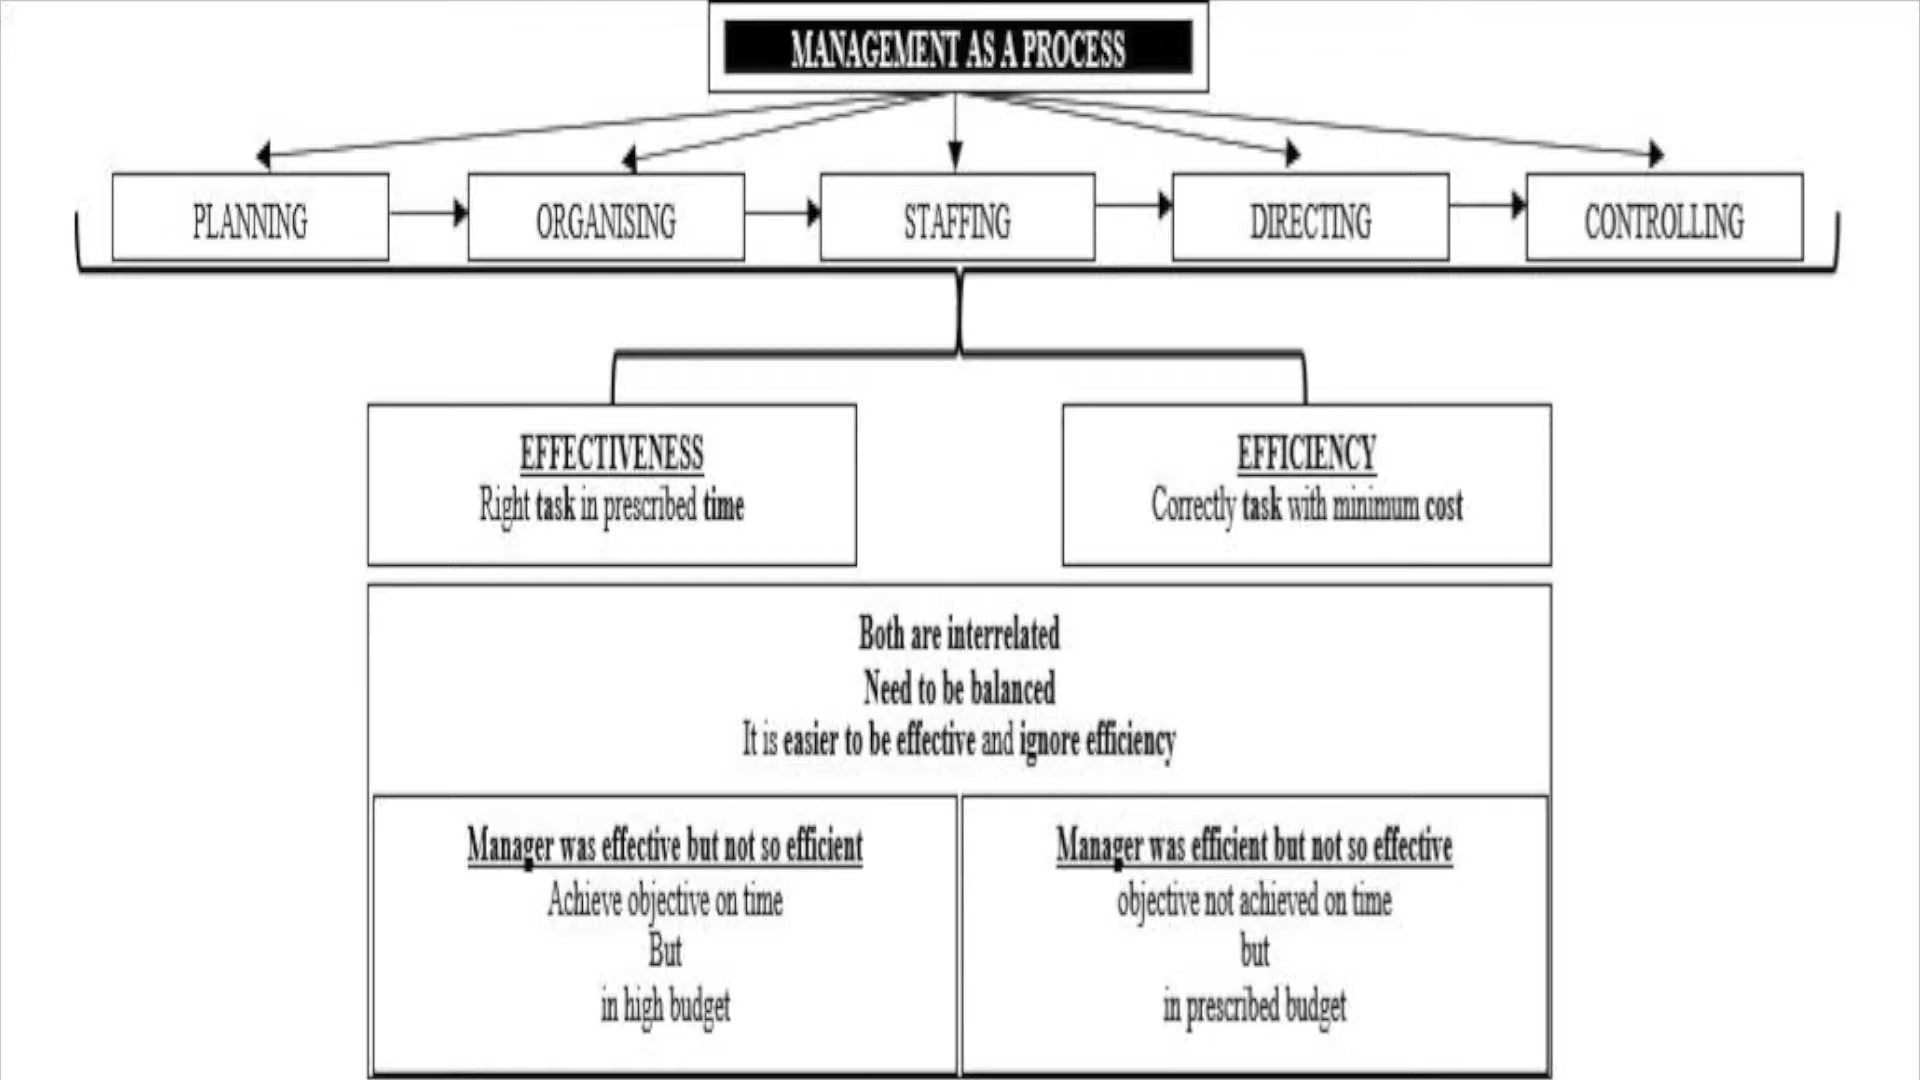 MANAGEMENT AS A PROCESS
PLANNING
ORGANISING
STAFFING
DIRECTING
CONTROLLING
EFFECTIVENESS
Right task in prescribed time
EFFICIENCY
Correctly task with minimum cost
Both are interrelated
Need to be balanced
It is easier to be effective and ignore efficiency
Manager was effective but not so efficient
Achieve objective on time
But
in high budget
Manager was efficient but not so effective
objective not achieved on time
but
in prescribed budget